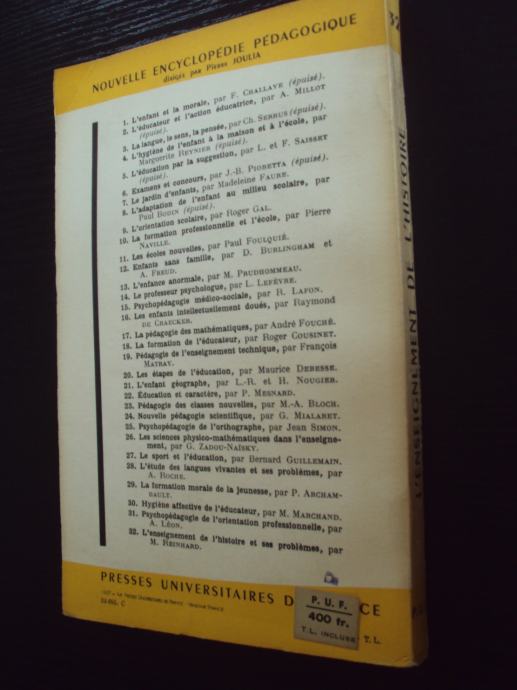 NOUVELLE ENCYCLOPÉDIE PÉDAGOGIQUE
dirigée par Pierre JOULIA
1. L'enfant et la morale, par F. CHALLAYE (épuisé).
2. L'éducateur et l'action éducatrice, par A. MILLOT
(épuisé).
3. La langue, le sens, la pensée, par Ch. SERRUS (épuisé).
4. L'hygiène de l'enfant à la maison et à l'école, par
Marguerite REYNIER (épuisé).
5. L'éducation par la suggestion, par L. et F. SAISSET
(épuisé).
6. Examens et concours, par J.-B. PIOBETTA (épuisé).
7. Le jardin d'enfants, par Madeleine FAURE.
8. L'adaptation de l'enfant au milieu scolaire, par
Paul BODIN (épuisé).
9. L'orientation scolaire, par Roger GAL.
10. La formation professionnelle et l'école, par Pierre
NAVILLE.
11. Les écoles nouvelles, par Paul FOULQUIÉ.
12. Enfants sans famille, par D. BURLINGHAM et
A. FREUD.
13. L'enfance anormale, par M. PRUDHOMMEAU.
14. Le professeur psychologue, par L. LEFÈVRE.
15. Psychopédagogie médico-sociale, par R. LAFON.
16. Les enfants intellectuellement doués, par Raymond
DE CRAECKER.
17. La pédagogie des mathématiques, par André FOUCHÉ.
18. La formation de l'éducateur, par Roger COUSINET.
19. Pédagogie de l'enseignement technique, par François
MATRAY.
20. Les étapes de l'éducation, par Maurice DEBESSE.
21. L'enfant géographe, par L.-R. et H. NOUGIER.
22. Éducation et caractère, par P. MESNARD.
23. Pédagogie des classes nouvelles, par M.-A. BLOCH.
24. Nouvelle pédagogie scientifique, par G. MIALARET.
25. Psychopédagogie de l'orthographe, par Jean SIMON.
26. Les sciences physico-mathématiques dans l'enseigne-
ment, par G. ZADOU-NAÏSKY.
27. Le sport et l'éducation, par Bernard GUILLEMAIN.
28. L'étude des langues vivantes et ses problèmes, par
A. ROCHE.
29. La formation morale de la jeunesse, par P. ARCHAM-
BAULT.
30. Hygiène affective de l'éducateur, par M. MARCHAND.
31. Psychopédagogie de l'orientation professionnelle, par
A. LÉON.
32. L'enseignement de l'histoire et ses problèmes, par
M. REINHARD.
PRESSES UNIVERSITAIRES D CE
P. U. F.
400 fr.
T. L. INCLUSE
T. L.
32
L'ENSEIGNEMENT DE L'HISTOIRE